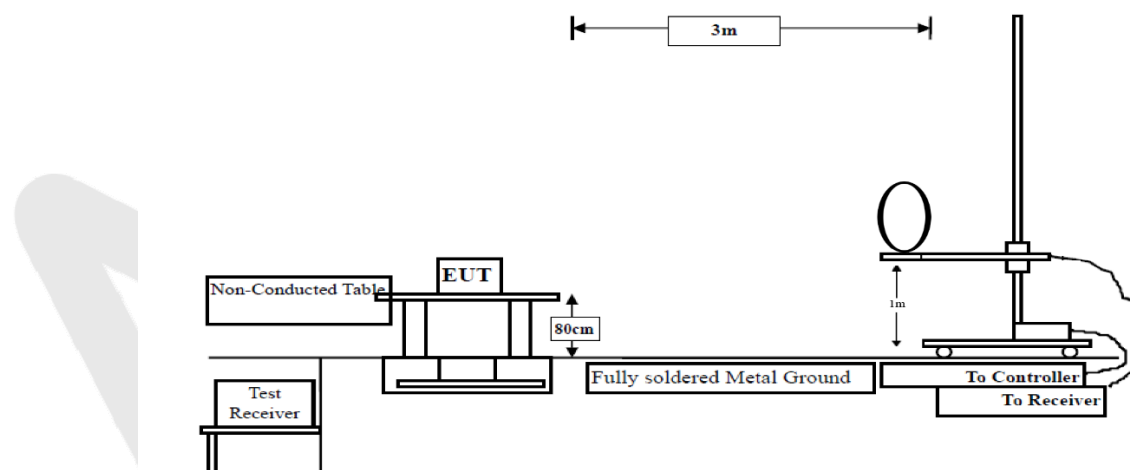 3m
EUT
Non-Conducted Table
1m
80cm
Fully soldered Metal Ground
To Controller
To Receiver
Test
Receiver